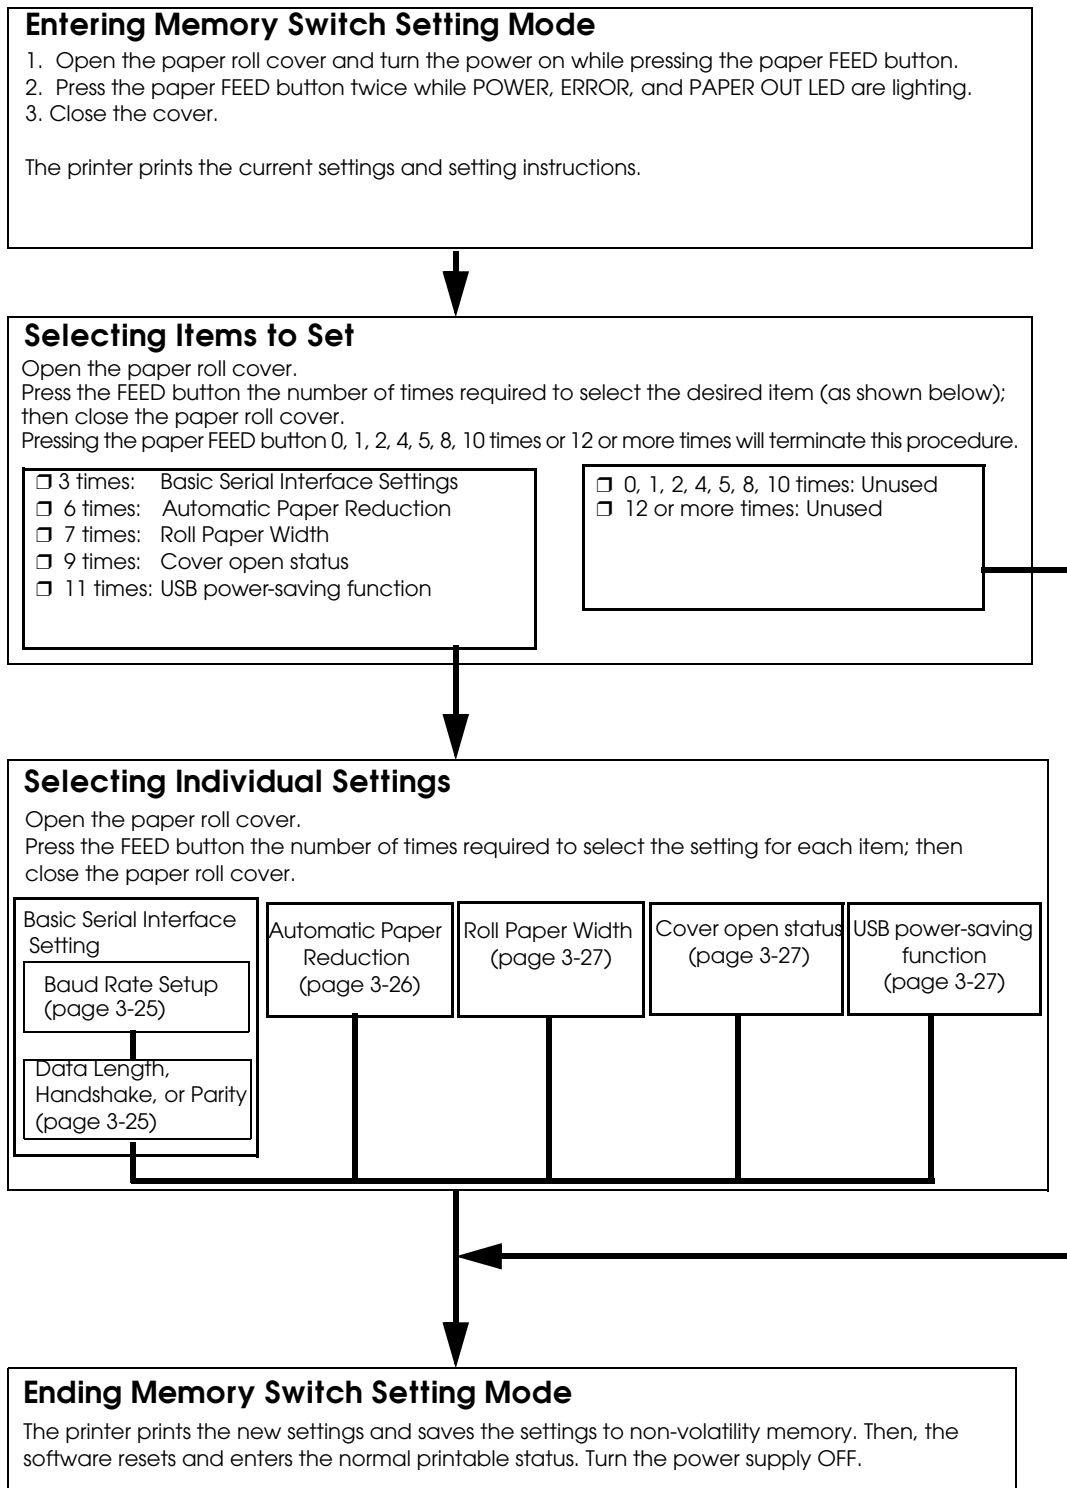 Entering Memory Switch Setting Mode
1. Open the paper roll cover and turn the power on while pressing the paper FEED button.
2. Press the paper FEED button twice while POWER, ERROR, and PAPER OUT LED are lighting.
3. Close the cover.
The printer prints the current settings and setting instructions.
Selecting Items to Set
Open the paper roll cover.
Press the FEED button the number of times required to select the desired item (as shown below);
then close the paper roll cover.
Pressing the paper FEED button 0, 1, 2, 4, 5, 8, 10 times or 12 or more times will terminate this procedure.
❒ 3 times: Basic Serial Interface Settings
❒ 6 times: Automatic Paper Reduction
❒ 7 times: Roll Paper Width
❒ 9 times: Cover open status
❒ 11 times: USB power-saving function
❒ 0, 1, 2, 4, 5, 8, 10 times: Unused
❒ 12 or more times: Unused
Selecting Individual Settings
Open the paper roll cover.
Press the FEED button the number of times required to select the setting for each item; then
close the paper roll cover.
Basic Serial Interface
Setting
Baud Rate Setup
(page 3-25)
Data Length,
Handshake, or Parity
(page 3-25)
Automatic Paper
Reduction
(page 3-26)
Roll Paper Width
(page 3-27)
Cover open status
(page 3-27)
USB power-saving
function
(page 3-27)
Ending Memory Switch Setting Mode
The printer prints the new settings and saves the settings to non-volatility memory. Then, the
software resets and enters the normal printable status. Turn the power supply OFF.